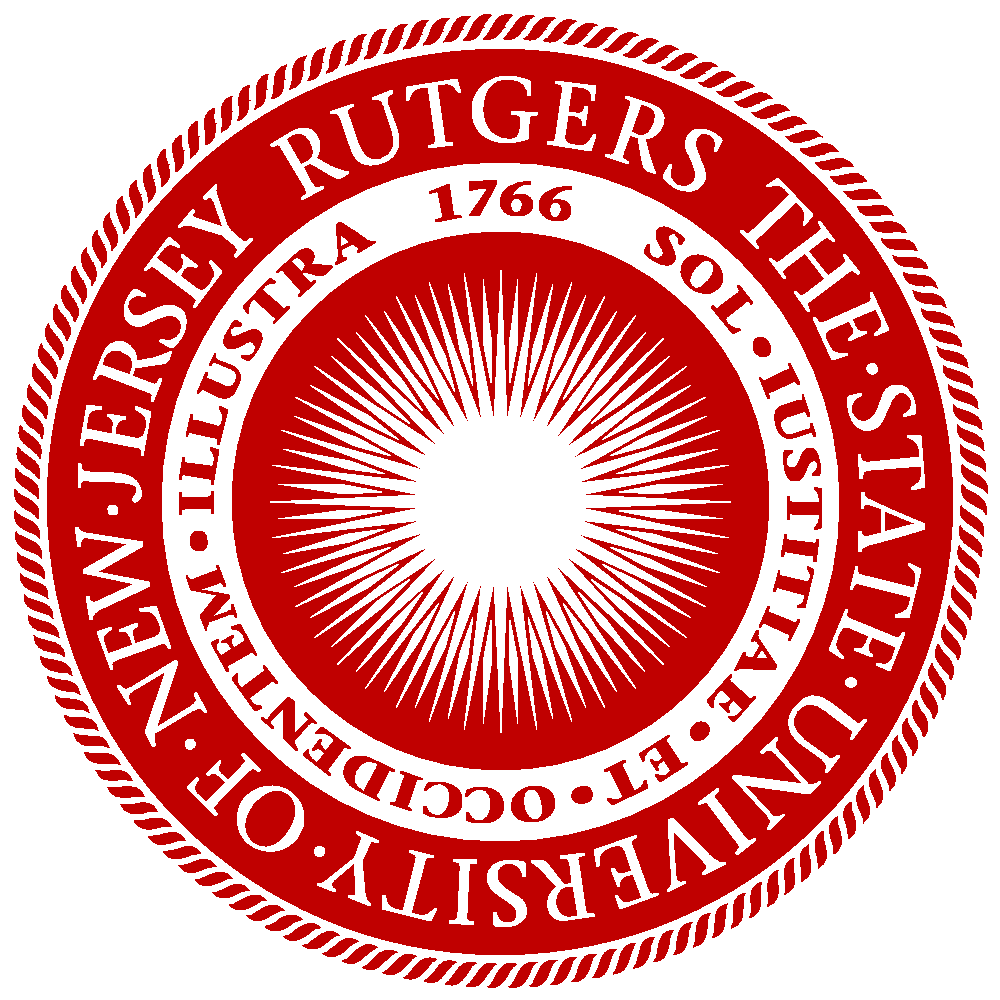 RUTGERS THE·STATE·UNIVERSITY·OF·NEW·JERSEY
1766
SOL·IUSTITIAE·ET·OCCIDENTEM·ILLUSTRA